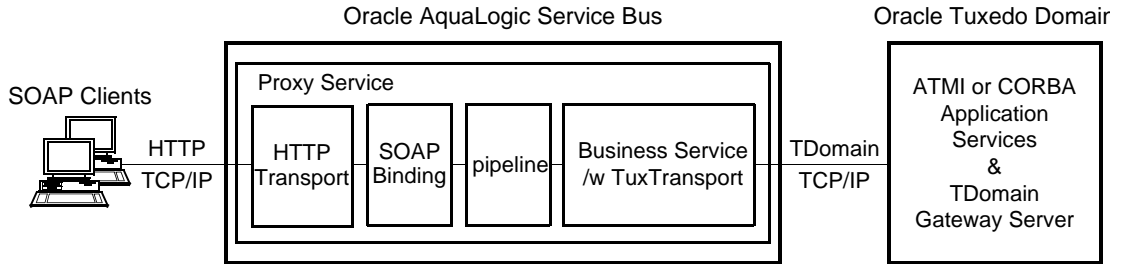 Oracle AquaLogic Service Bus
Oracle Tuxedo Domain
SOAP Clients
HTTP
TCP/IP
Proxy Service
HTTP
Transport
SOAP
Binding
pipeline
Business Service
/w TuxTransport
TDomain
TCP/IP
ATMI or CORBA
Application
Services
&
TDomain
Gateway Server